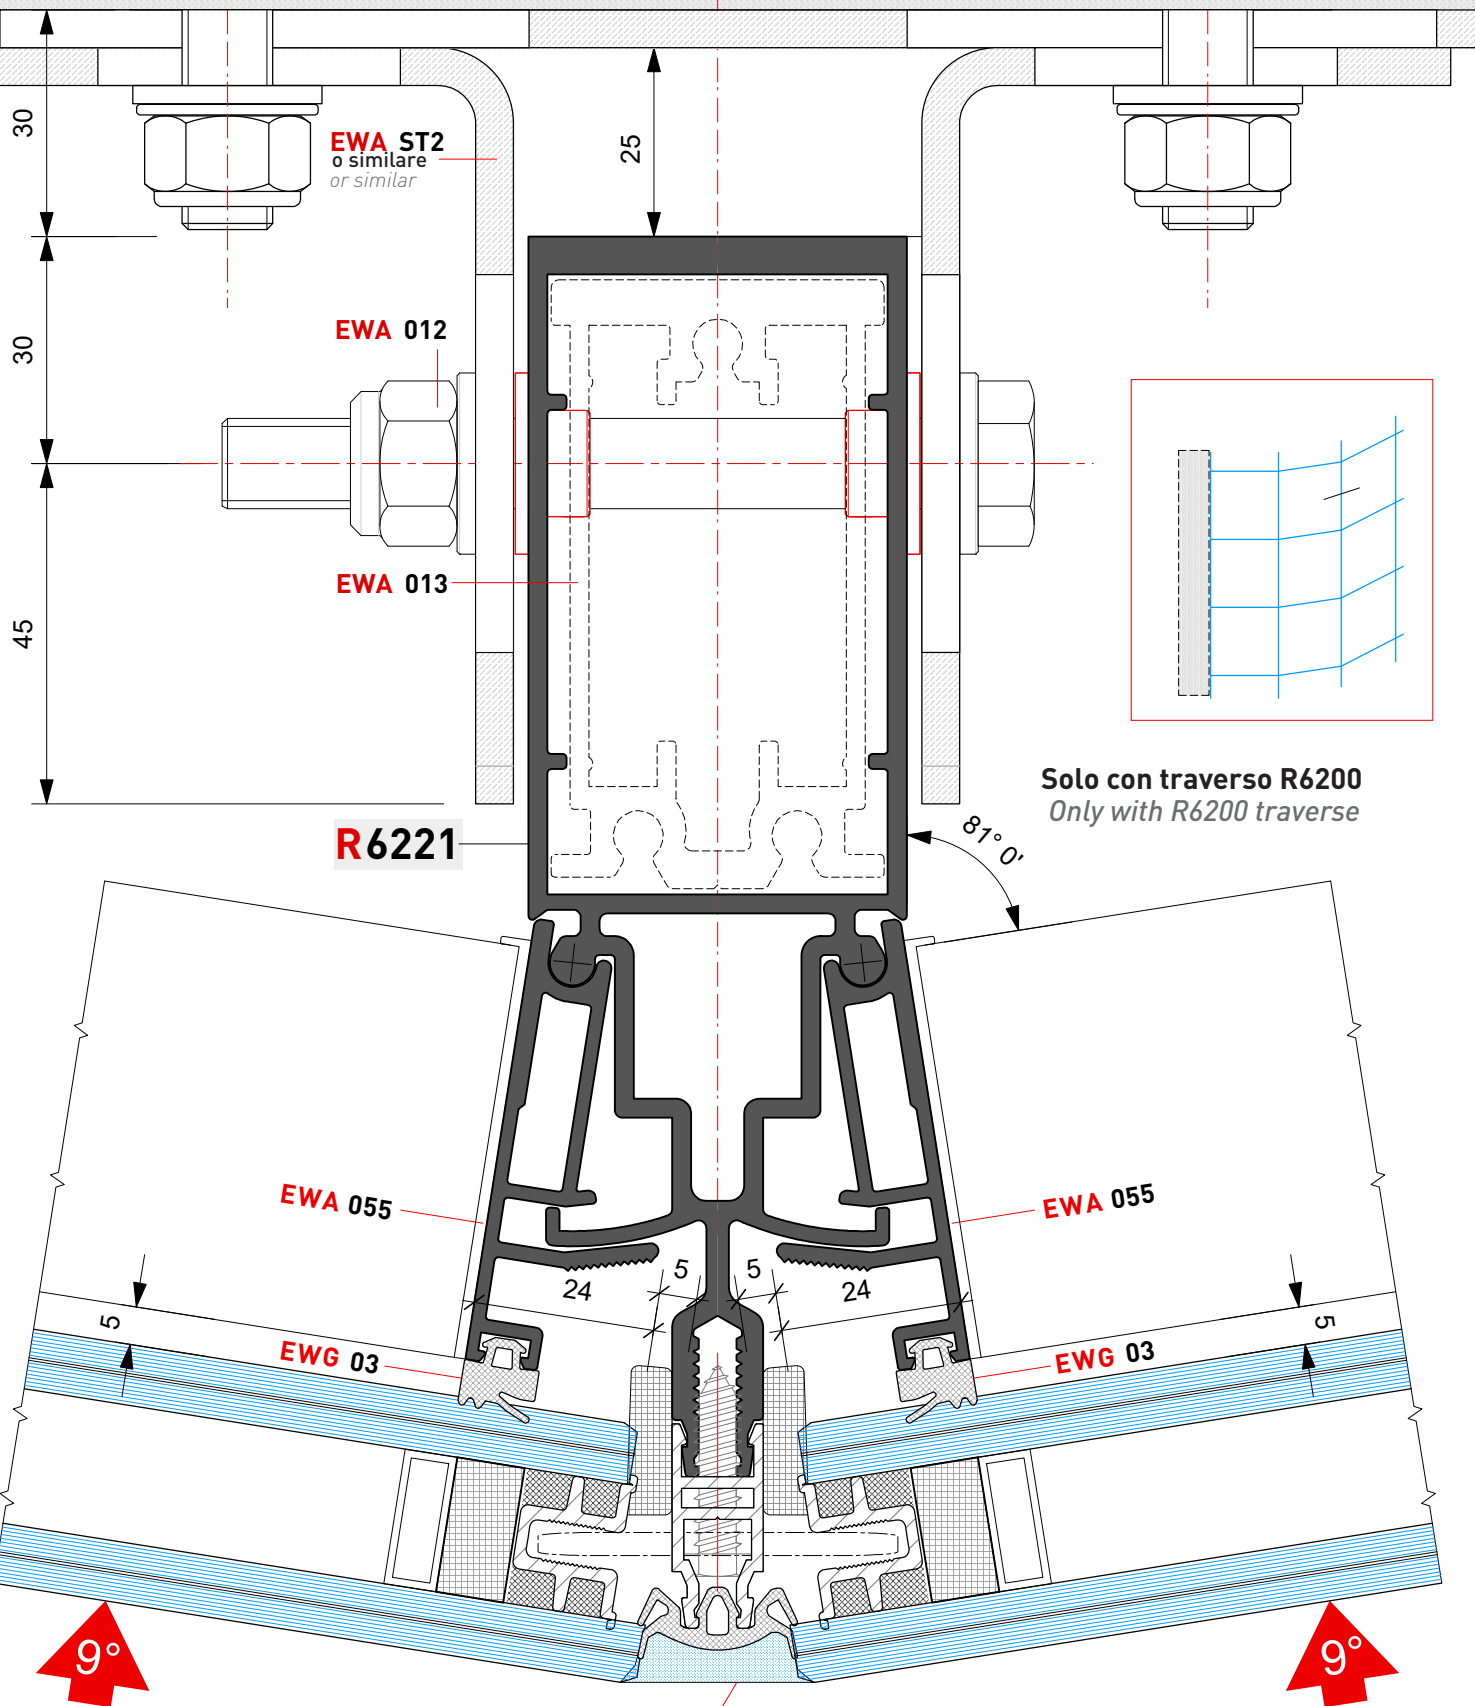 30
25
EWA ST2
o similare
or similar
30
EWA 012
EWA 013
45
Solo con traverso R6200
Only with R6200 traverse
R6221
81° 0'
EWA 055
EWA 055
24
5
5
24
5
5
EWG 03
EWG 03
9°
9°